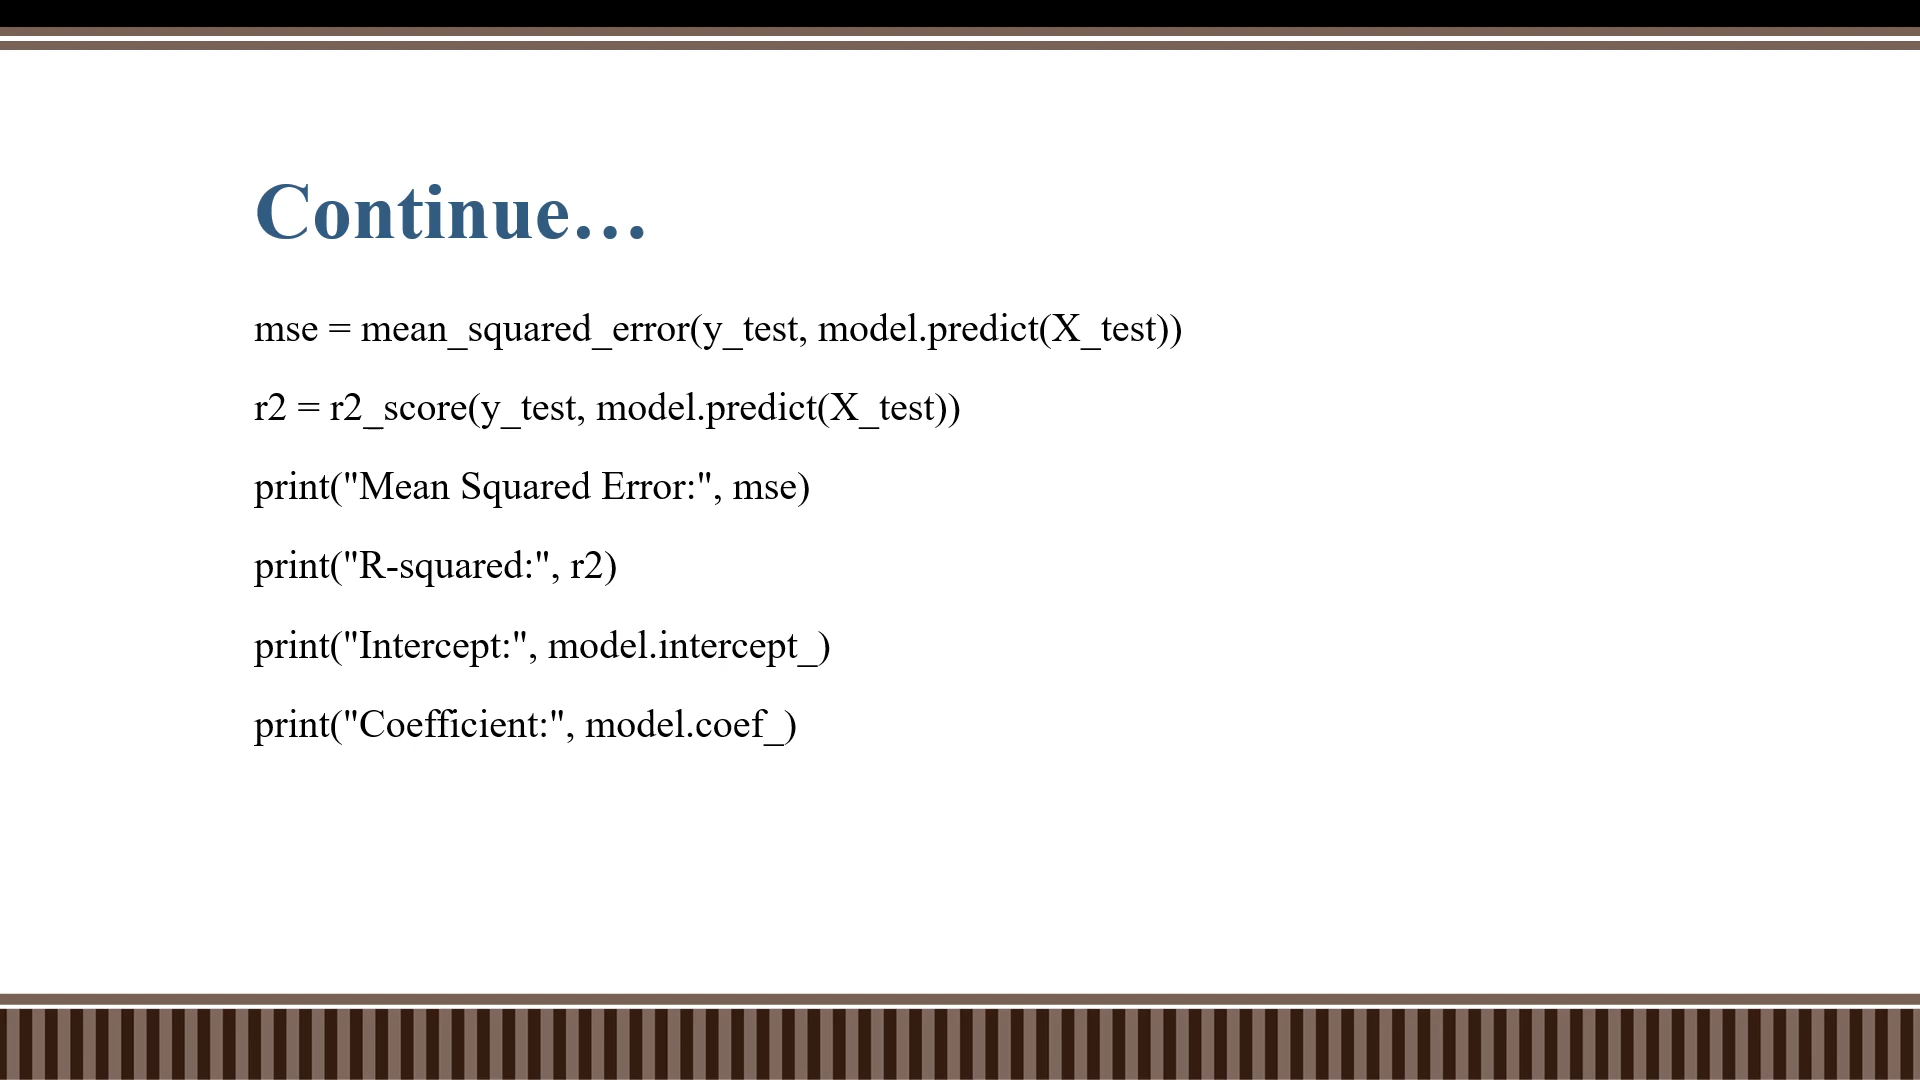 Continue…
mse = mean_squared_error(y_test, model.predict(X_test))
r2 = r2_score(y_test, model.predict(X_test))
print("Mean Squared Error:", mse)
print("R-squared:", r2)
print("Intercept:", model.intercept_)
print("Coefficient:", model.coef_)